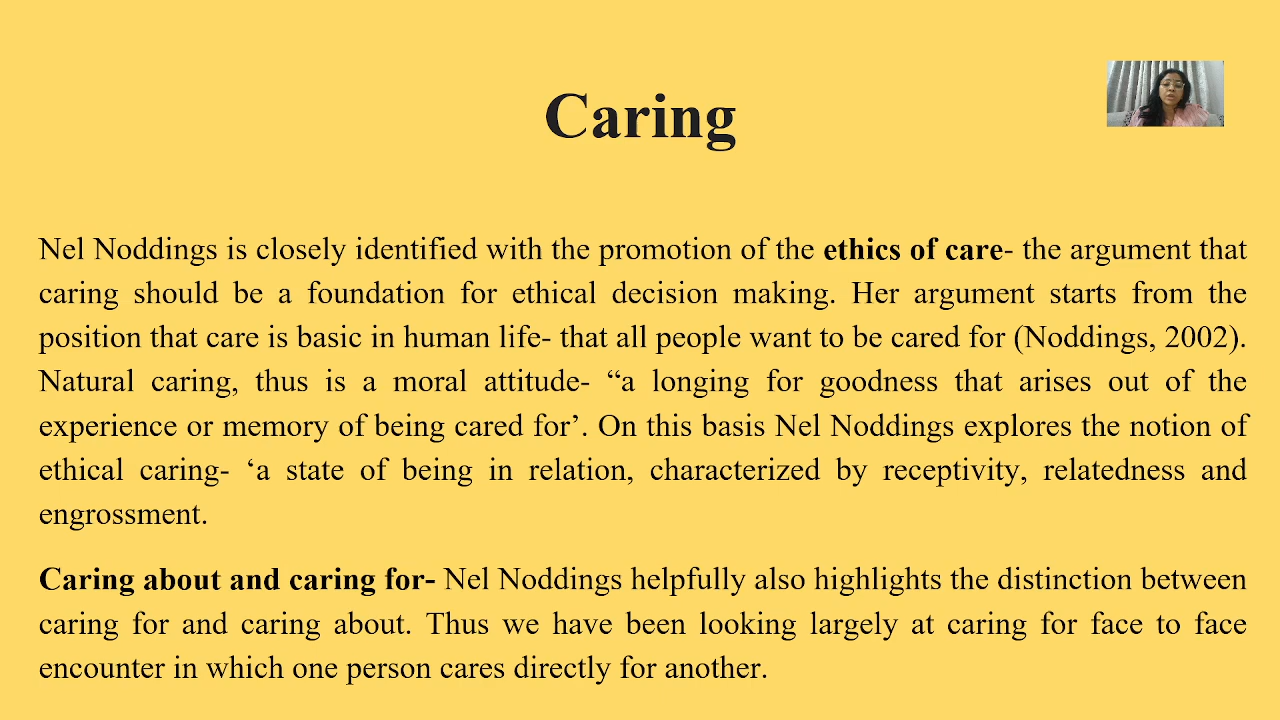 Caring
Nel Noddings is closely identified with the promotion of the ethics of care- the argument that
caring should be a foundation for ethical decision making. Her argument starts from the
position that care is basic in human life- that all people want to be cared for (Noddings, 2002).
Natural caring, thus is a moral attitude- “a longing for goodness that arises out of the
experience or memory of being cared for’. On this basis Nel Noddings explores the notion of
ethical caring- ‘a state of being in relation, characterized by receptivity, relatedness and
engrossment.
Caring about and caring for- Nel Noddings helpfully also highlights the distinction between
caring for and caring about. Thus we have been looking largely at caring for face to face
encounter in which one person cares directly for another.